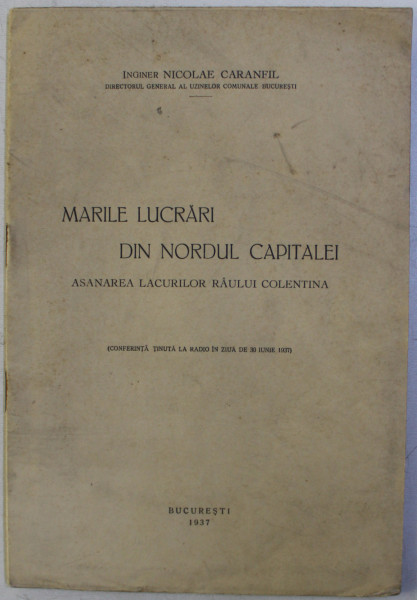 INGINER NICOLAE CARANFIL
DIRECTORUL GENERAL AL UZINELOR COMUNALE BUCUREȘTI
MARILE LUCRĂRI
DIN NORDUL CAPITALEI
ASANAREA LACURILOR RÂULUI COLENTINA
(CONFERINȚĂ ȚINUTĂ LA RADIO ÎN ZIUA DE 30 IUNIE 1937)
BUCUREȘTI
1937